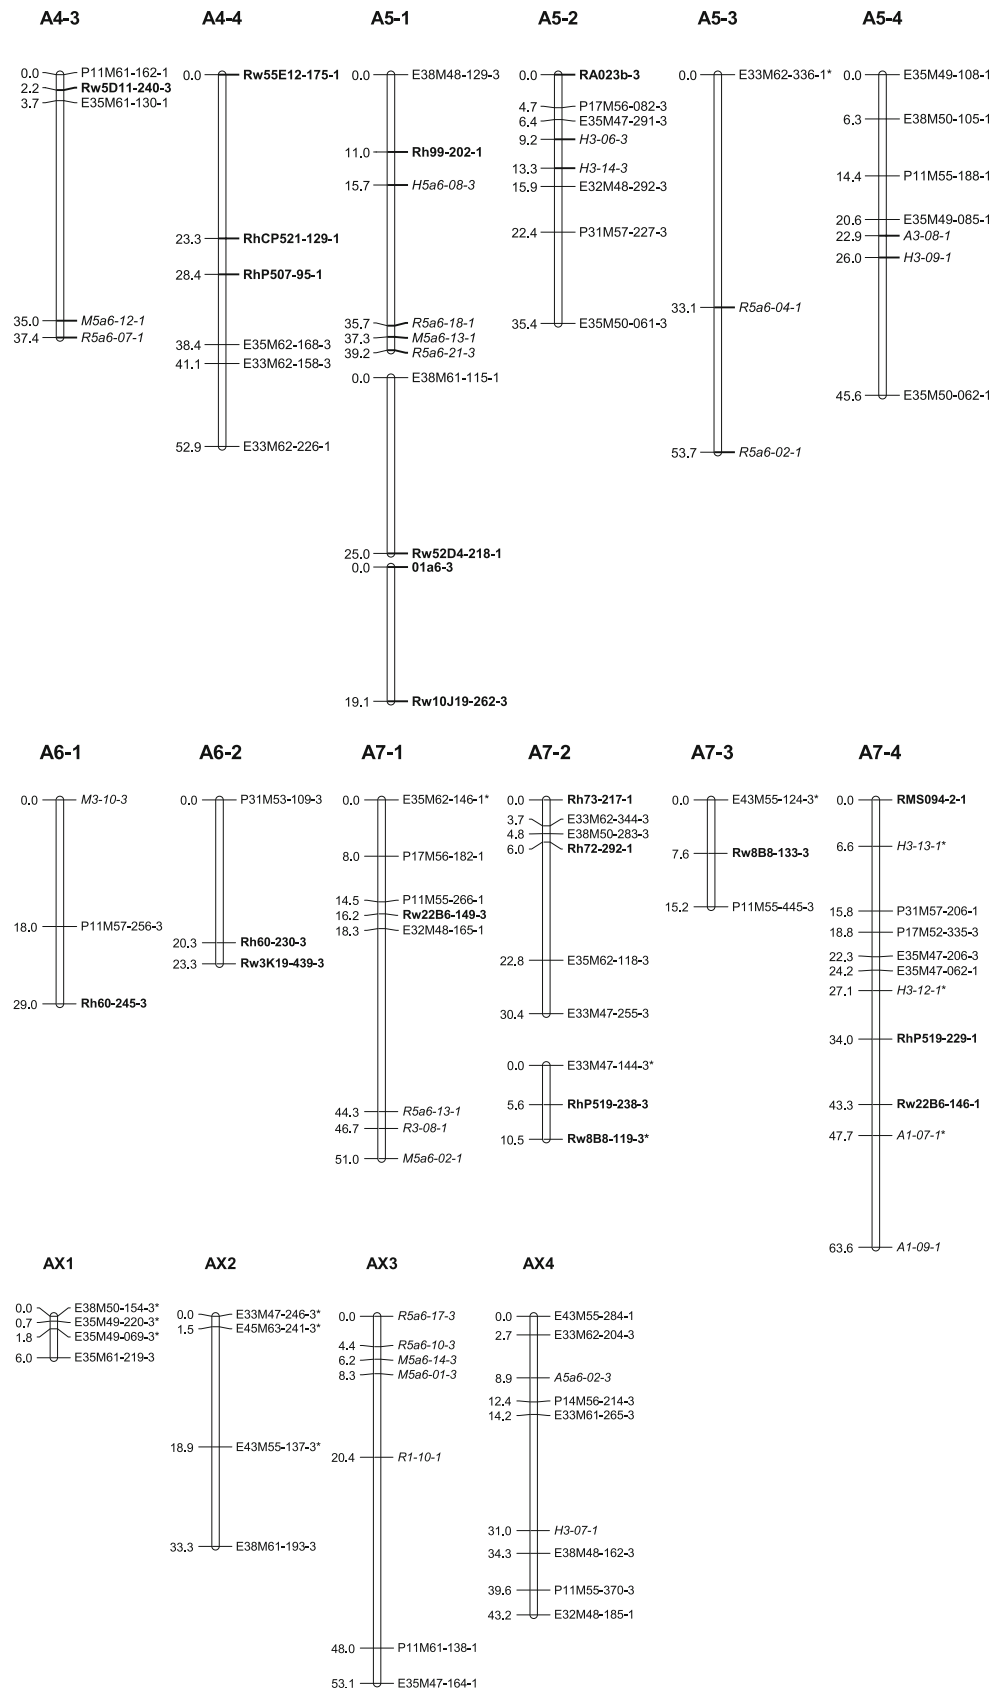 A4-3
0.0 P11M61-162-1
2.2 Rw5D11-240-3
3.7 E35M61-130-1
35.0 M5a6-12-1
37.4 R5a6-07-1
A4-4
0.0 Rw55E12-175-1
23.3 RhCP521-129-1
28.4 RhP507-95-1
38.4 E35M62-168-3
41.1 E33M62-158-3
52.9 E33M62-226-1
A5-1
0.0 E38M48-129-3
11.0 Rh99-202-1
15.7 H5a6-08-3
35.7 R5a6-18-1
37.3 M5a6-13-1
39.2 R5a6-21-3
0.0 E38M61-115-1
25.0 Rw52D4-218-1
0.0 01a6-3
19.1 Rw10J19-262-3
A5-2
0.0 RA023b-3
4.7 P17M56-082-3
6.4 E35M47-291-3
9.2 H3-06-3
13.3 H3-14-3
15.9 E32M48-292-3
22.4 P31M57-227-3
35.4 E35M50-061-3
A5-3
0.0 E33M62-336-1*
33.1 R5a6-04-1
53.7 R5a6-02-1
A5-4
0.0 E35M49-108-1
6.3 E38M50-105-1
14.4 P11M55-188-1
20.6 E35M49-085-1
22.9 A3-08-1
26.0 H3-09-1
45.6 E35M50-062-1
A6-1
0.0 M3-10-3
18.0 P11M57-256-3
29.0 Rh60-245-3
A6-2
0.0 P31M53-109-3
20.3 Rh60-230-3
23.3 Rw3K19-439-3
A7-1
0.0 E35M62-146-1*
8.0 P17M56-182-1
14.5 P11M55-266-1
16.2 Rw22B6-149-3
18.3 E32M48-165-1
44.3 R5a6-13-1
46.7 R3-08-1
51.0 M5a6-02-1
A7-2
0.0 Rh73-217-1
3.7 E33M62-344-3
4.8 E38M50-283-3
6.0 Rh72-292-1
22.8 E35M62-118-3
30.4 E33M47-255-3
0.0 E33M47-144-3*
5.6 RhP519-238-3
10.5 Rw8B8-119-3*
A7-3
0.0 E43M55-124-3*
7.6 Rw8B8-133-3
15.2 P11M55-445-3
A7-4
0.0 RMS094-2-1
6.6 H3-13-1*
15.8 P31M57-206-1
18.8 P17M52-335-3
22.3 E35M47-206-3
24.2 E35M47-062-1
27.1 H3-12-1*
34.0 RhP519-229-1
43.3 Rw22B6-146-1
47.7 A1-07-1*
63.6 A1-09-1
AX1
0.0 E38M50-154-3*
0.7 E35M49-220-3*
1.8 E35M49-069-3*
6.0 E35M61-219-3
AX2
0.0 E33M47-246-3*
1.5 E45M63-241-3*
18.9 E43M55-137-3*
33.3 E38M61-193-3
AX3
0.0 R5a6-17-3
4.4 R5a6-10-3
6.2 M5a6-14-3
8.3 M5a6-01-3
20.4 R1-10-1
48.0 P11M61-138-1
53.1 E35M47-164-1
AX4
0.0 E43M55-284-1
2.7 E33M62-204-3
8.9 A5a6-02-3
12.4 P14M56-214-3
14.2 E33M61-265-3
31.0 H3-07-1
34.3 E38M48-162-3
39.6 P11M55-370-3
43.2 E32M48-185-1